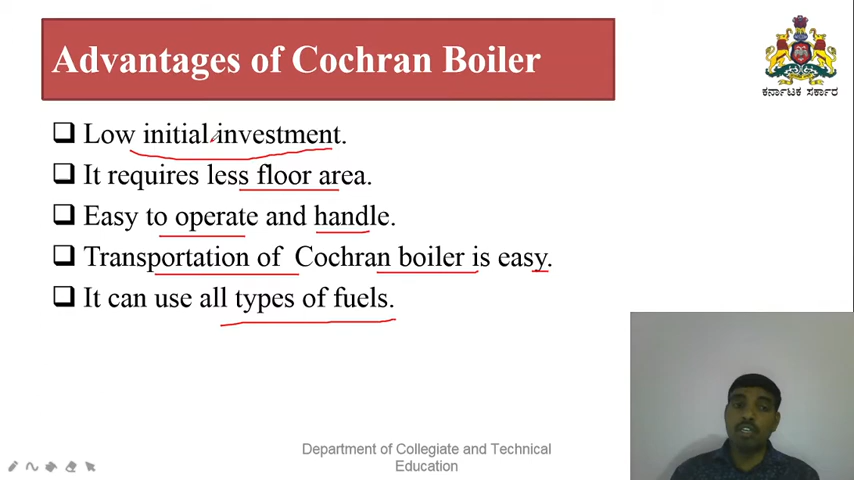 Advantages of Cochran Boiler
ಕರ್ನಾಟಕ ಸರ್ಕಾರ
Low initial investment.
It requires less floor area.
Easy to operate and handle.
Transportation of Cochran boiler is easy.
It can use all types of fuels.
Department of Collegiate and Technical
Education